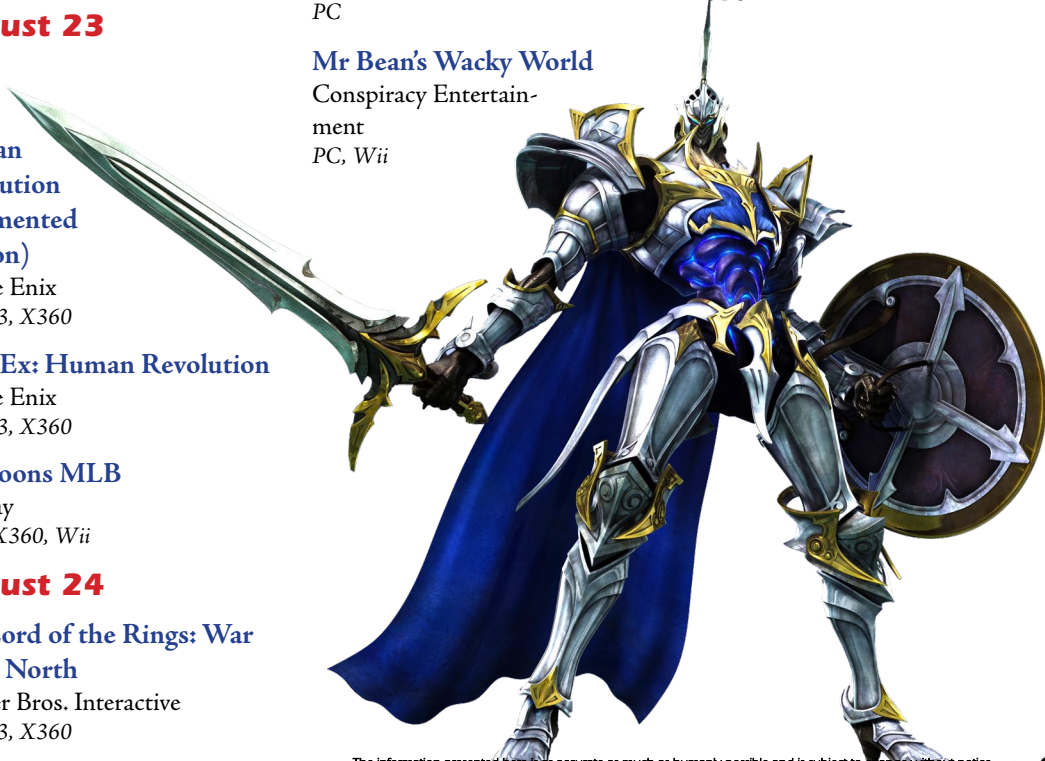 ust 23
an
ution
mented
on)
e Enix
3, X360
Ex: Human Revolution
e Enix
3, X360
oons MLB
ay
X360, Wii
ust 24
ord of the Rings: War
North
er Bros. Interactive
3, X360
PC
Mr Bean's Wacky World
Conspiracy Entertain-
ment
PC, Wii